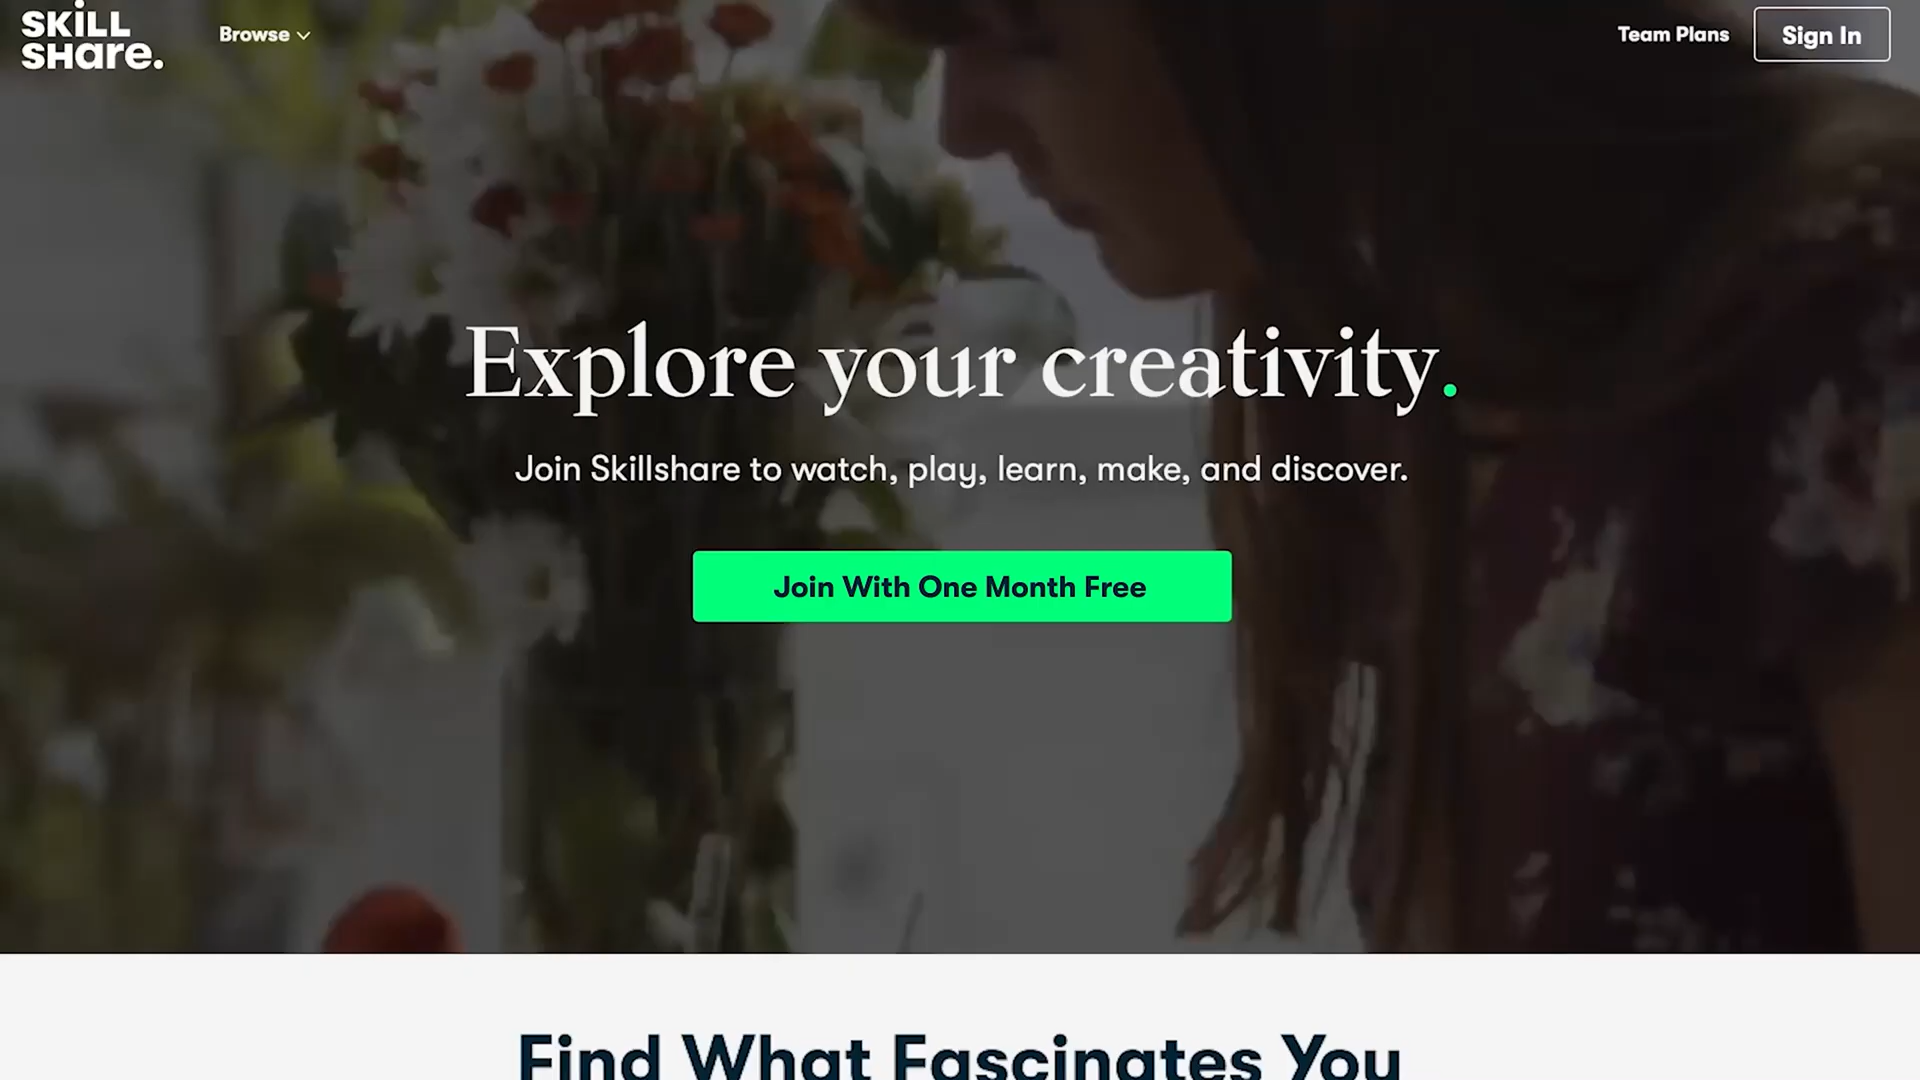 SKILL
SHare.
Browse
Team Plans
Sign In
Explore your creativity.
Join Skillshare to watch, play, learn, make, and discover.
Join With One Month Free
Find What Fascinates You